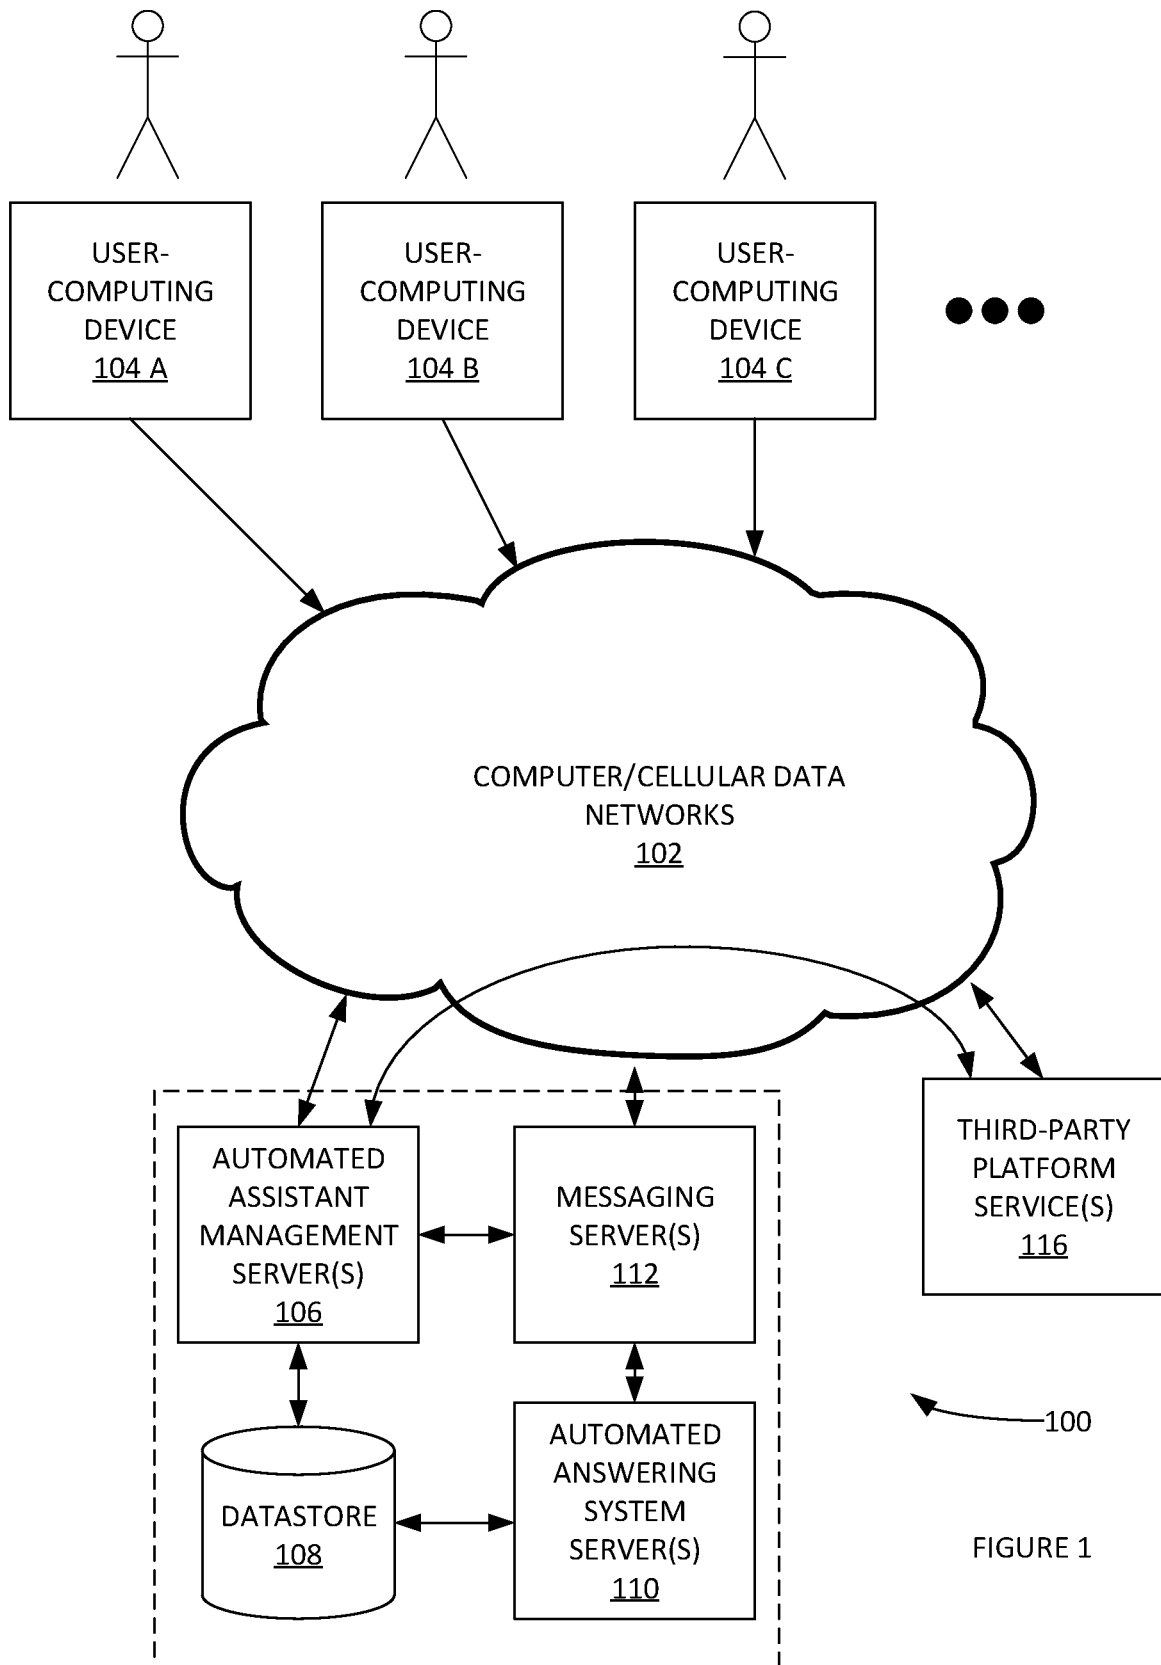 USER-
COMPUTING
DEVICE
104 A
USER-
COMPUTING
DEVICE
104 B
USER-
COMPUTING
DEVICE
104 C
COMPUTER/CELLULAR DATA
NETWORKS
102
AUTOMATED
ASSISTANT
MANAGEMENT
SERVER(S)
106
MESSAGING
SERVER(S)
112
THIRD-PARTY
PLATFORM
SERVICE(S)
116
DATASTORE
108
AUTOMATED
ANSWERING
SYSTEM
SERVER(S)
110
100
FIGURE 1